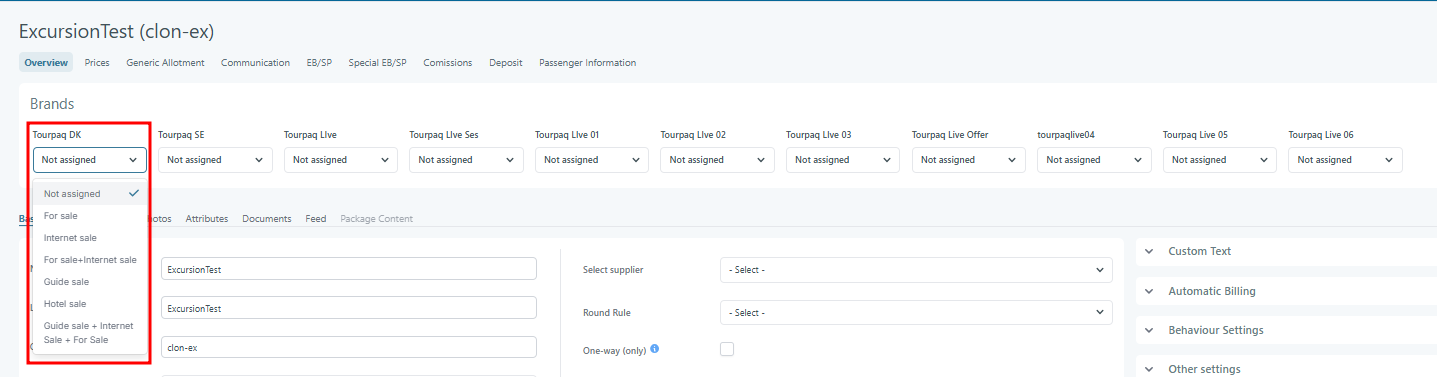 ExcursionTest (clon-ex)
Overview Prices Generic Allotment Communication EB/SP Special EB/SP Comissions Deposit Passenger Information
Brands
Tourpaq DK Tourpaq SE Tourpaq LIve Tourpaq LIve Ses Tourpaq LIve 01 Tourpaq LIve 02 Tourpaq LIve 03 Tourpaq Live Offer tourpaqlive04 Tourpaq Live 05 Tourpaq Live 06
Not assigned Not assigned Not assigned Not assigned Not assigned Not assigned Not assigned Not assigned Not assigned Not assigned Not assigned
Not assigned
For sale
Internet sale
For sale+Internet sale
Guide sale
Hotel sale
Guide sale + Internet
Sale + For Sale
Attributes Documents Feed Package Content
ExcursionTest Select supplier - Select -
ExcursionTest Round Rule - Select -
clon-ex One-way (only)
Custom Text
Automatic Billing
Behaviour Settings
Other settings